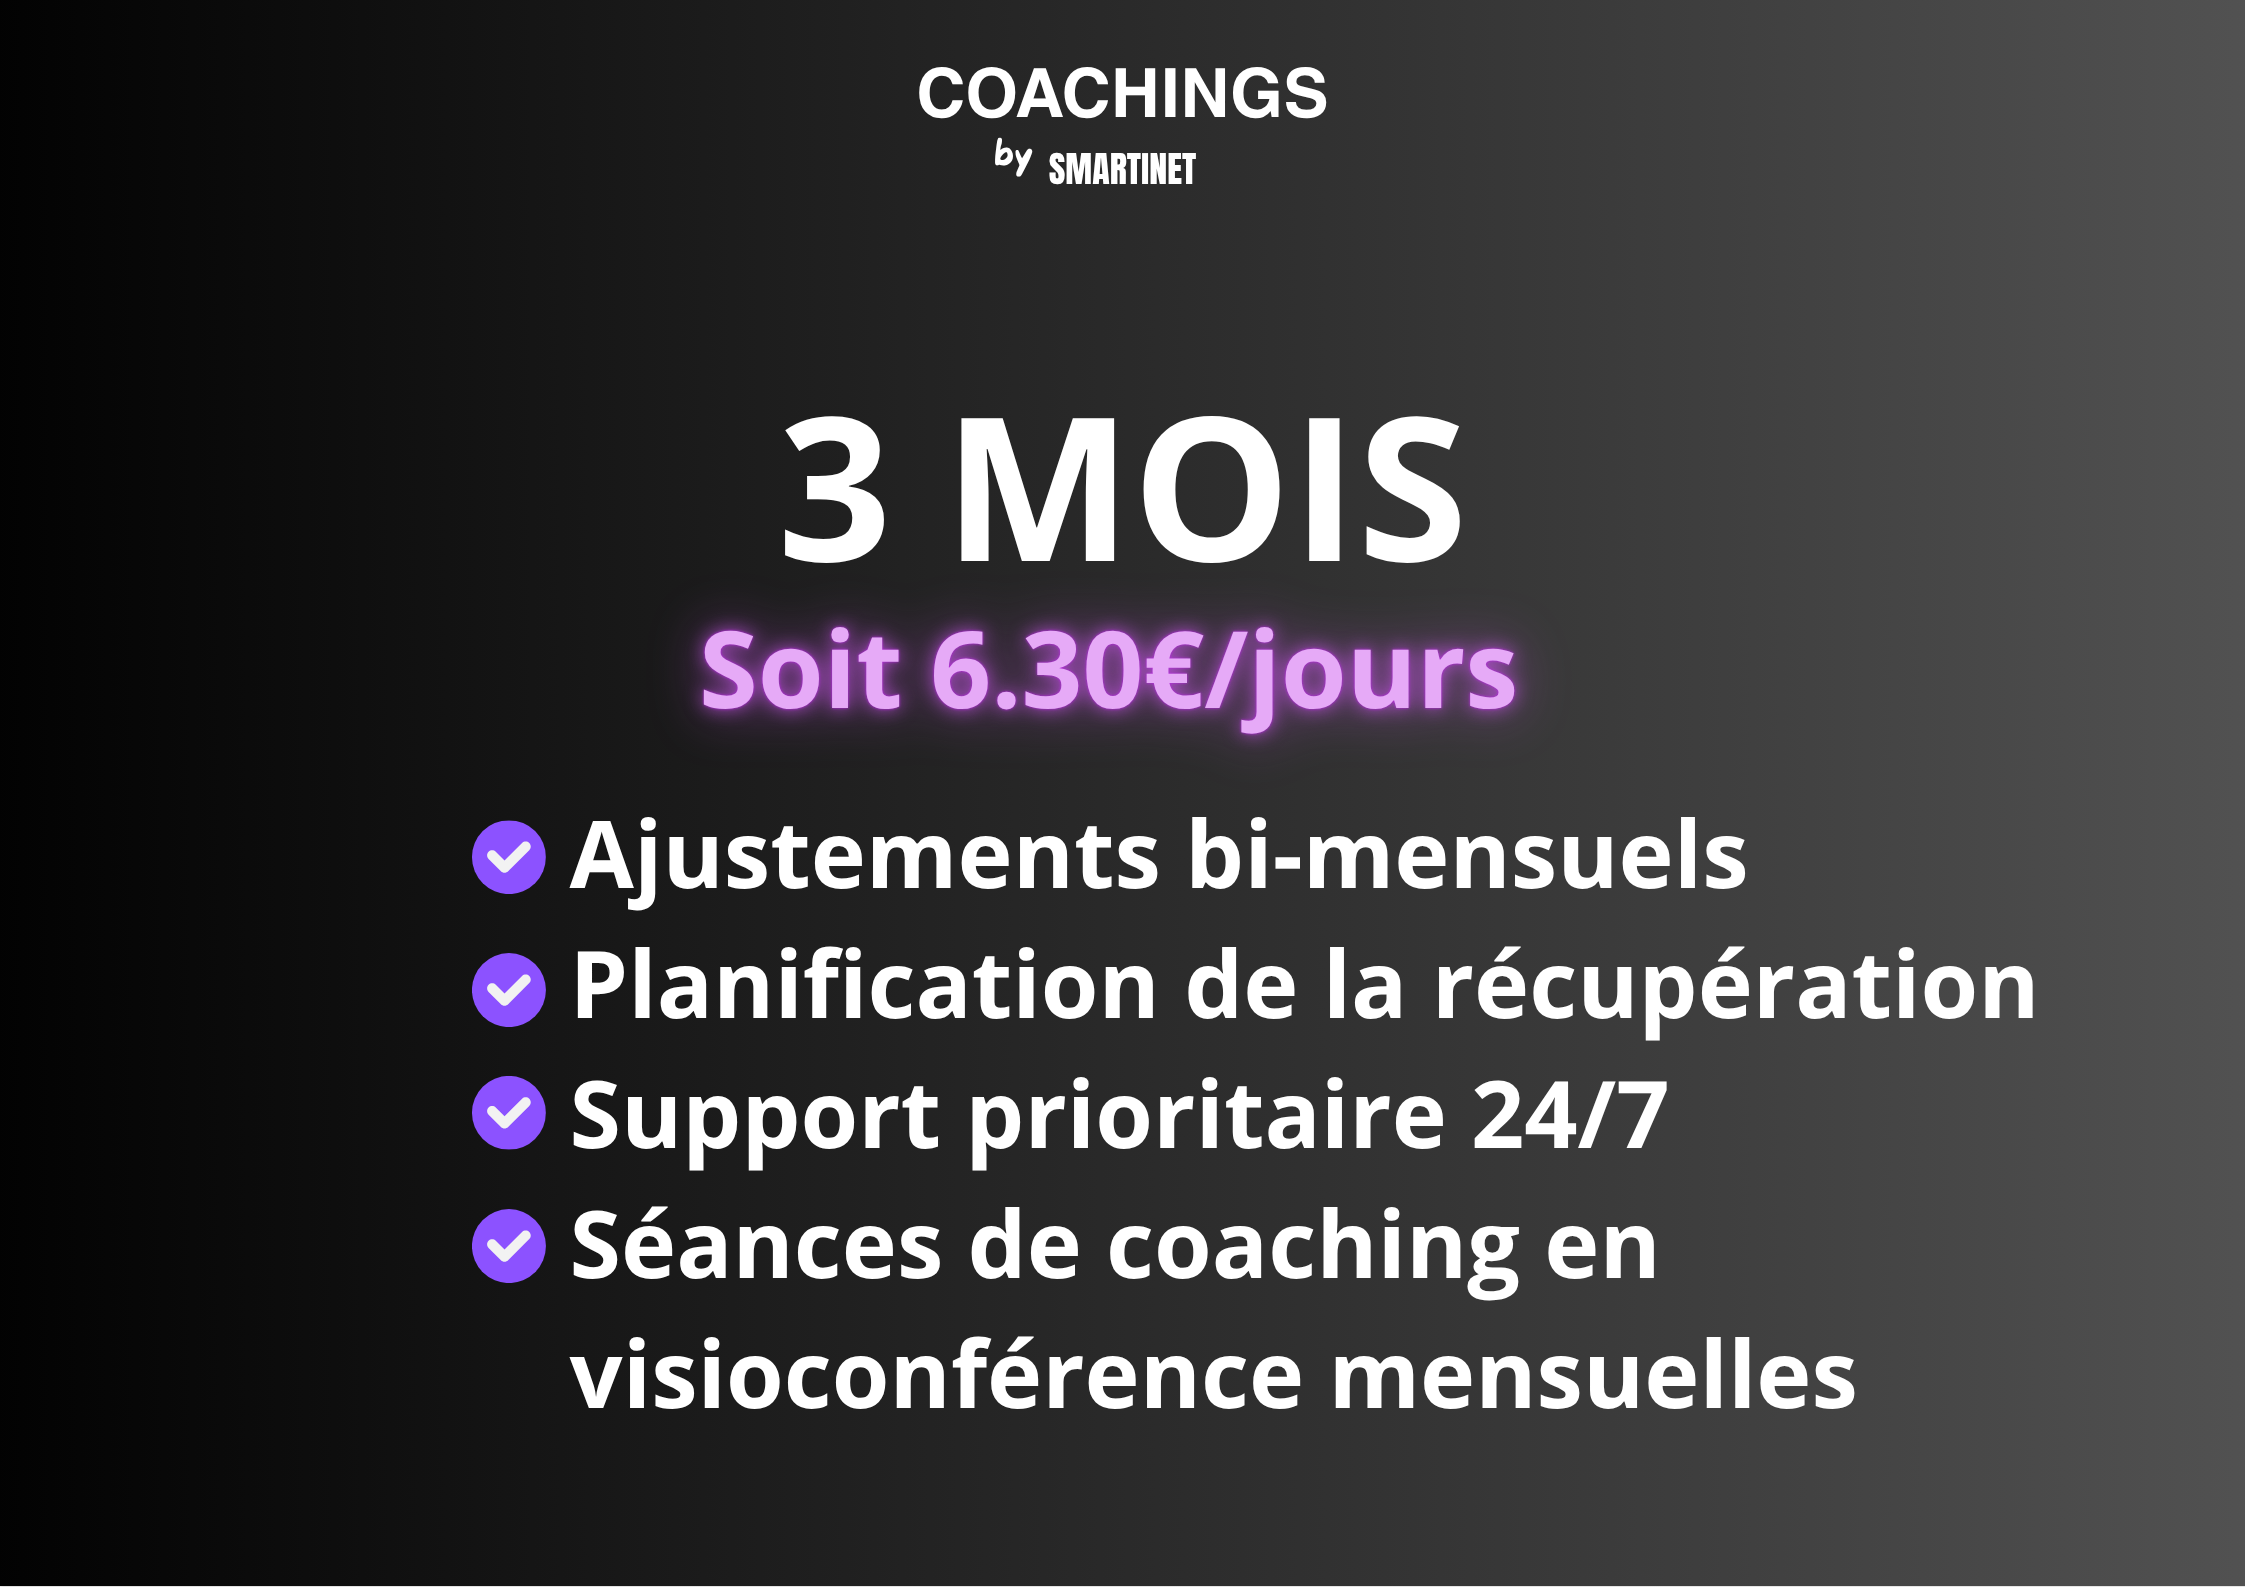 COACHINGS
by SMARTINET
3 MOIS
Soit 6.30€/jours
Ajustements bi-mensuels
Planification de la récupération
Support prioritaire 24/7
Séances de coaching en
visioconférence mensuelles